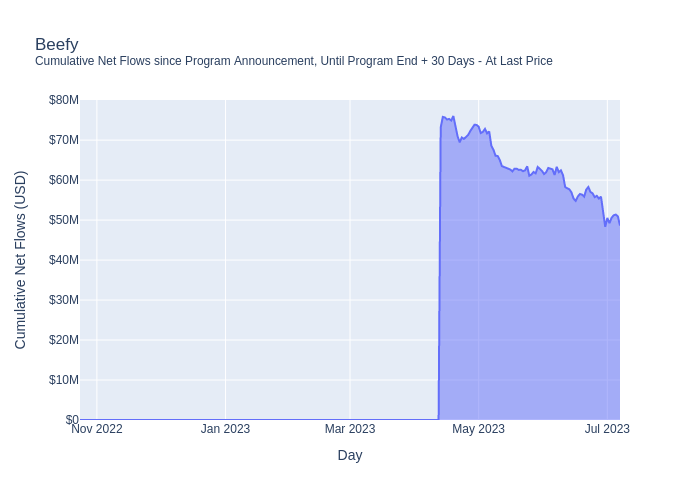 Beefy
Cumulative Net Flows since Program Announcement, Until Program End + 30 Days - At Last Price
$80M
$70M
$60M
$50M
$40M
$30M
$20M
$10M
$0
Cumulative Net Flows (USD)
Nov 2022
Jan 2023
Mar 2023
May 2023
Jul 2023
Day